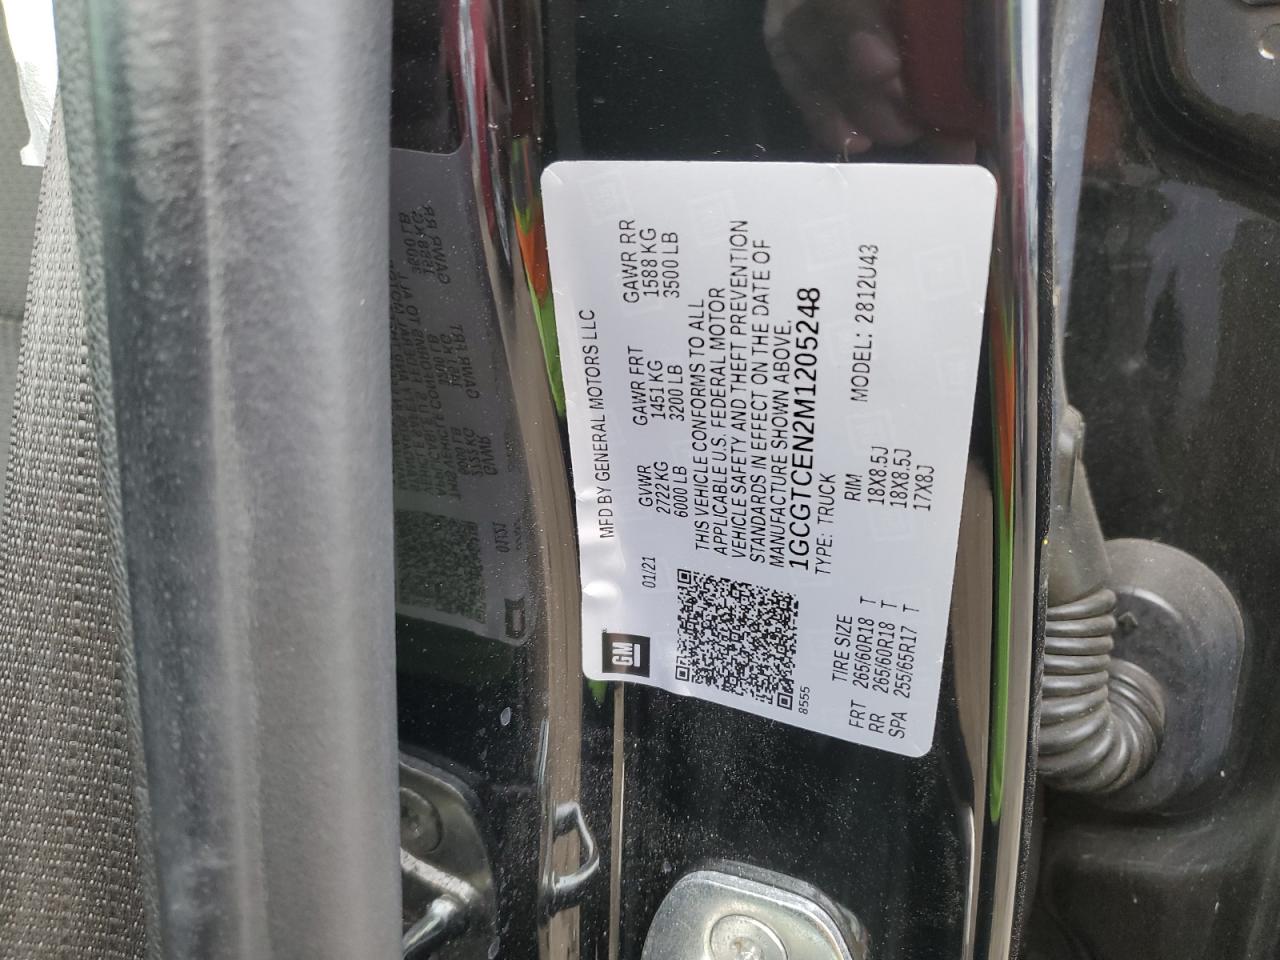 MFD BY GENERAL MOTORS LLC
01/21
GVWR GAWR FRT GAWR RR
2722 KG 1451 KG 1588 KG
6000 LB 3200 LB 3500 LB
THIS VEHICLE CONFORMS TO ALL
APPLICABLE U.S. FEDERAL MOTOR
VEHICLE SAFETY AND THEFT PREVENTION
STANDARDS IN EFFECT ON THE DATE OF
MANUFACTURE SHOWN ABOVE.
1GCGTCEN2M1205248
TYPE: TRUCK
MODEL: 2812U43
GM
8555
TIRE SIZE RIM
FRT 265/60R18 T 18X8.5J
RR 265/60R18 T 18X8.5J
SPA 255/65R17 T 17X8J